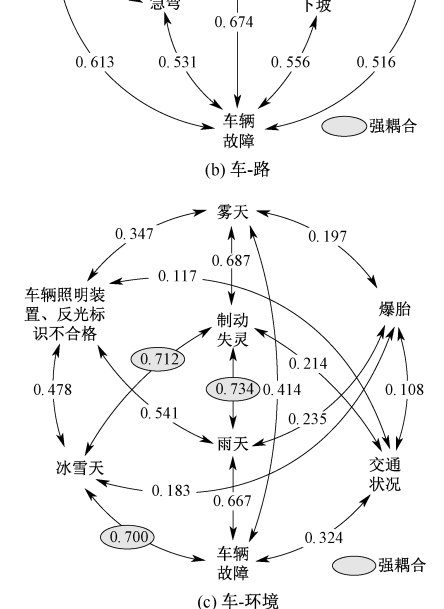 急弯
下坡
0.674
0.613
0.531
0.556
0.516
车辆
故障
强耦合
(b) 车-路
雾天
0.347
0.197
0.687
0.117
车辆照明装
置、反光标
识不合格
爆胎
制动
失灵
0.712
0.214
0.478
0.734
0.414
0.108
0.541
0.235
雨天
冰雪天
交通
状况
0.183
0.667
0.700
0.324
车辆
故障
强耦合
(c) 车-环境